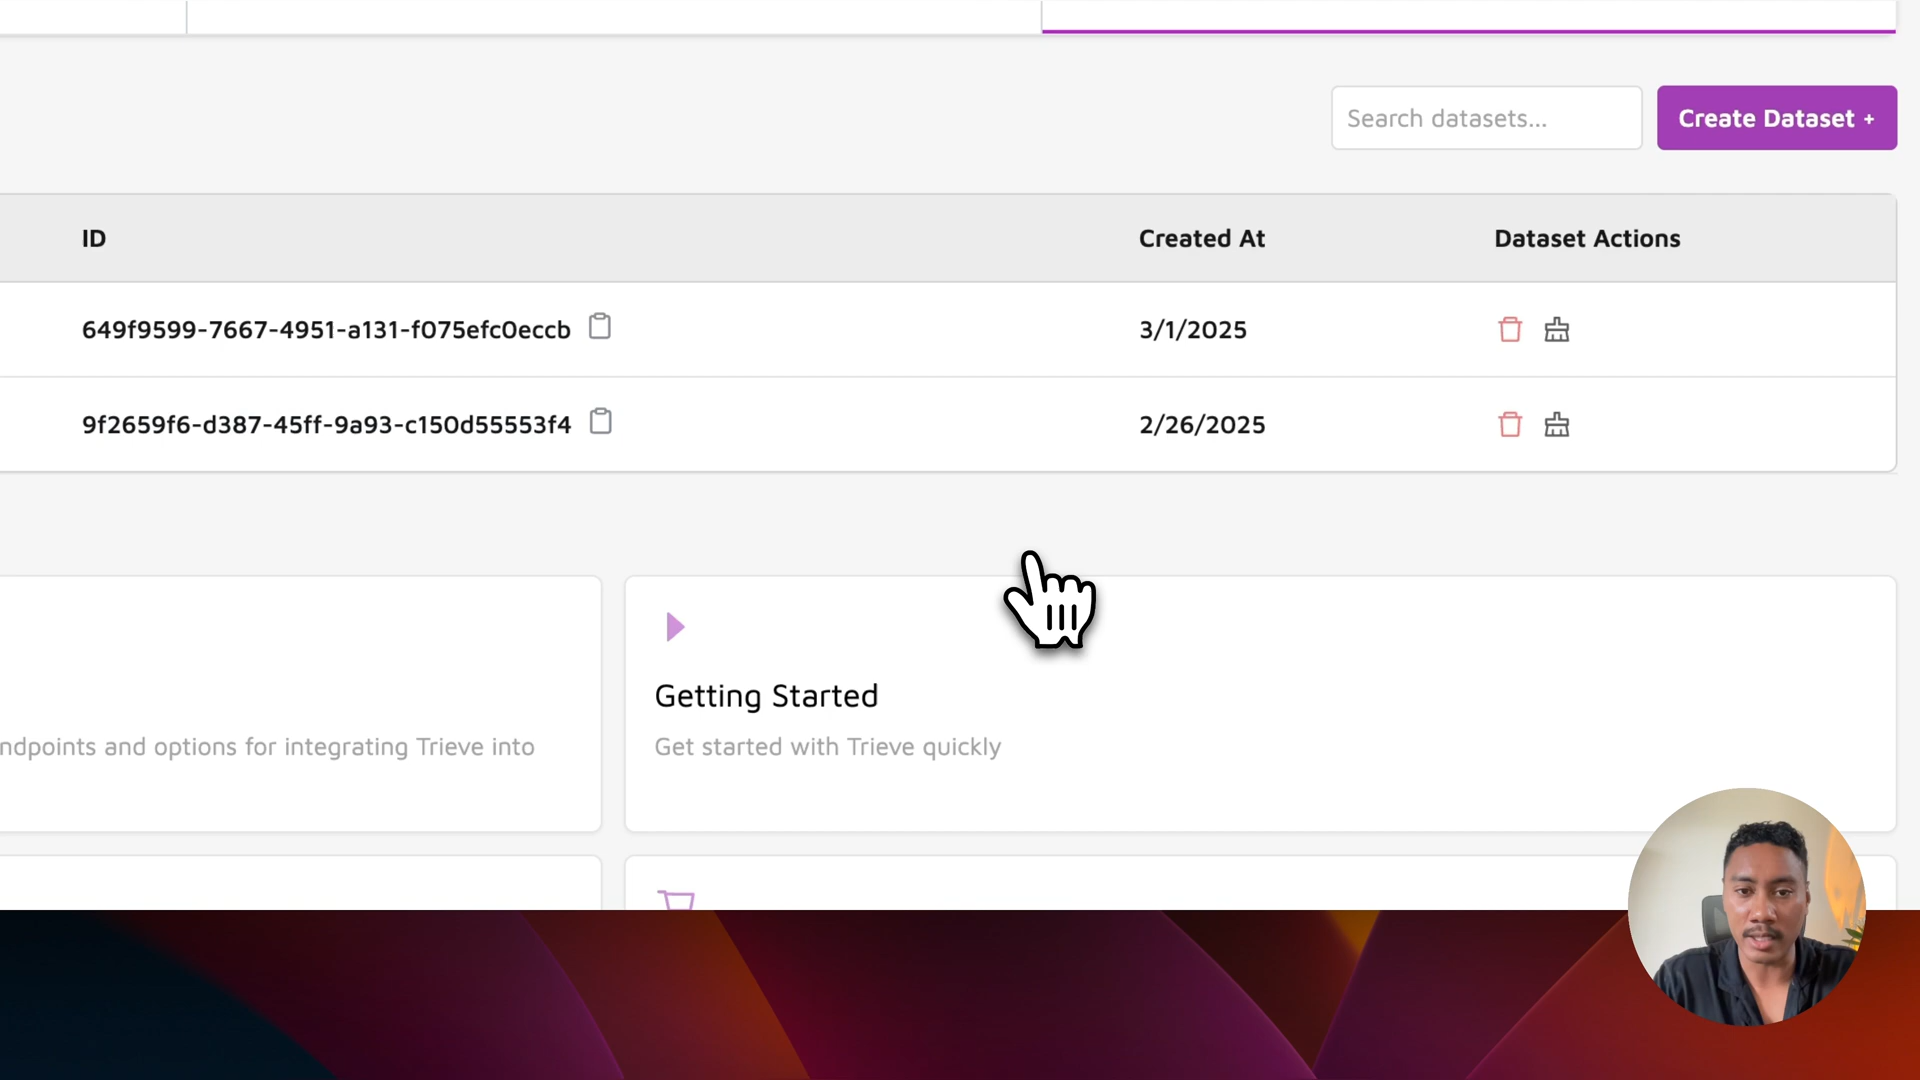 Search datasets...
Create Dataset +
ID
Created At
Dataset Actions
649f9599-7667-4951-a131-f075efc0eccb
3/1/2025
9f2659f6-d387-45ff-9a93-c150d55553f4
2/26/2025
Getting Started
ndpoints and options for integrating Trieve into
Get started with Trieve quickly